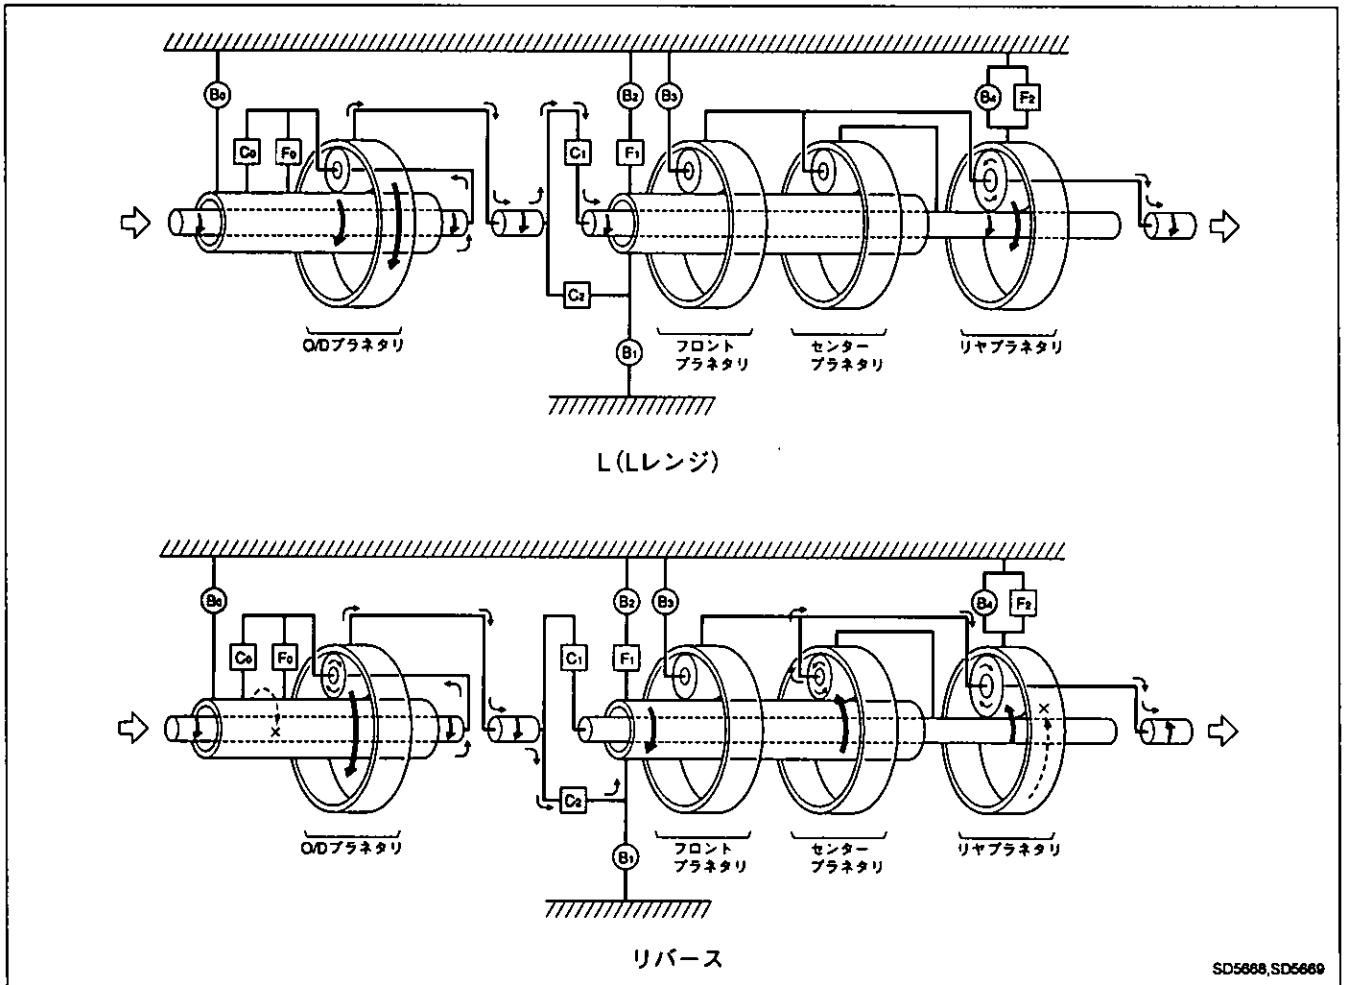 B0
B2
B3
B4
F2
C0
F0
C1
F1
C2
B1
O/Dプラネタリ
フロント
プラネタリ
センター
プラネタリ
リヤプラネタリ
L(Lレンジ)
B0
B2
B3
B4
F2
C0
F0
C1
F1
×
×
C2
B1
O/Dプラネタリ
フロント
プラネタリ
センター
プラネタリ
リヤプラネタリ
リバース
SD5668,SD5669